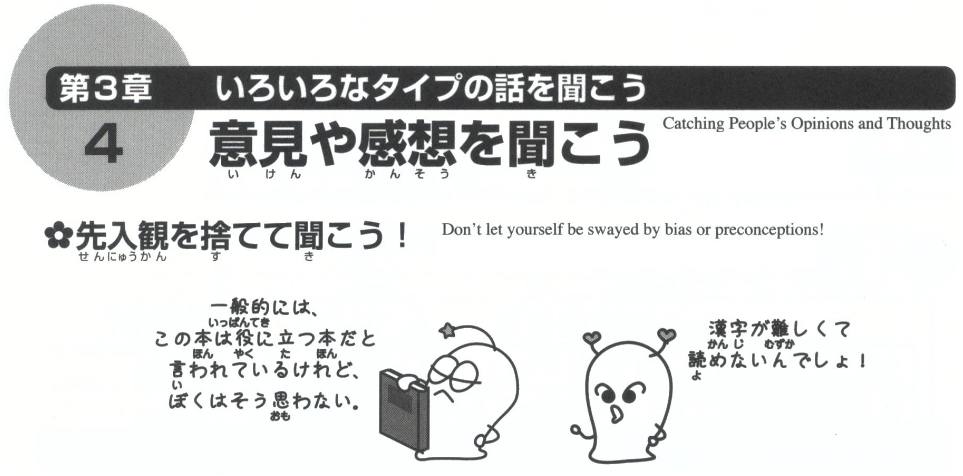 第3章 いろいろなタイプの話を聞こう
4 意見や感想を聞こう Catching People's Opinions and Thoughts
いけん かんそう き
✿先入観を捨てて聞こう! Don't let yourself be swayed by bias or preconceptions!
せんにゅうかん す き
一般的には、
いっぱんてき
この本は役に立つ本だと
ほん やく た ほん
言われているけれど、
い
ぼくはそう思わない。
おも
漢字が難しくて
かんじ むずか
読めないんでしょ!
よ